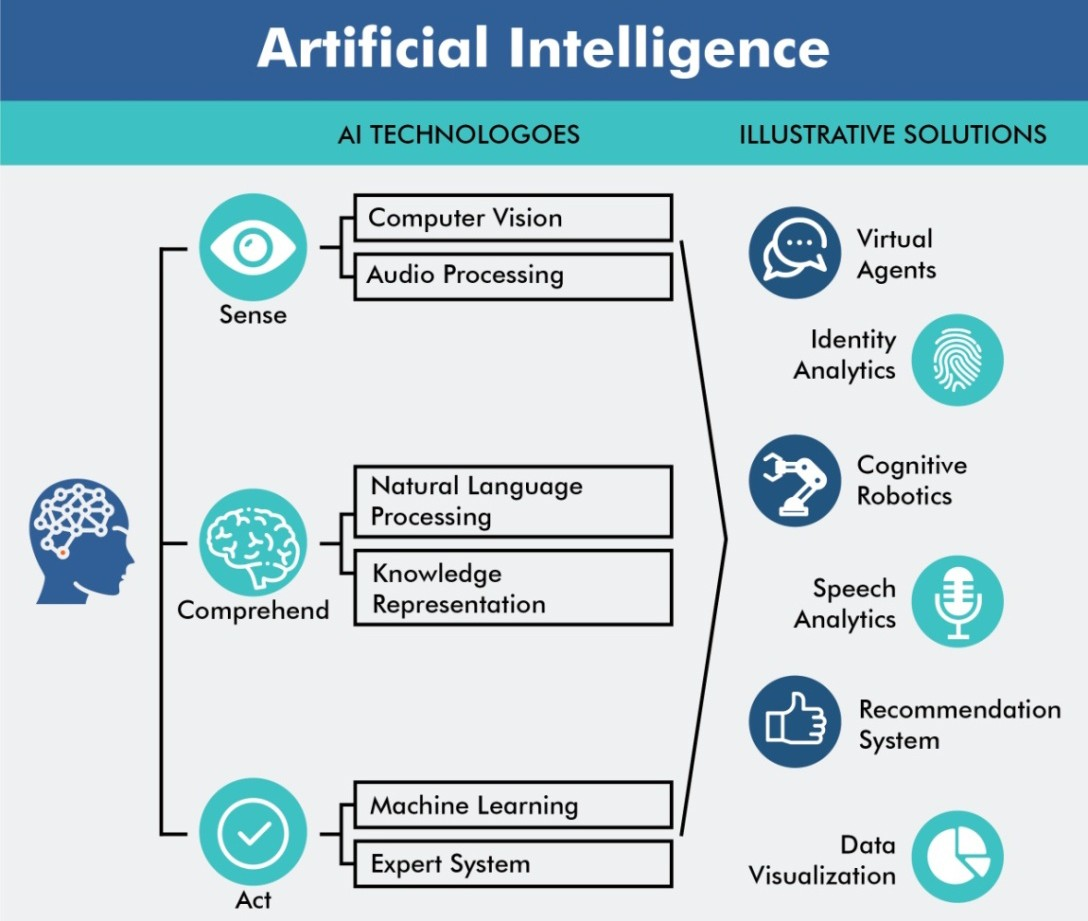 Artificial Intelligence
AI TECHNOLOGOES
ILLUSTRATIVE SOLUTIONS
Sense
Computer Vision
Audio Processing
Comprehend
Natural Language
Processing
Knowledge
Representation
Act
Machine Learning
Expert System
Virtual
Agents
Identity
Analytics
Cognitive
Robotics
Speech
Analytics
Recommendation
System
Data
Visualization